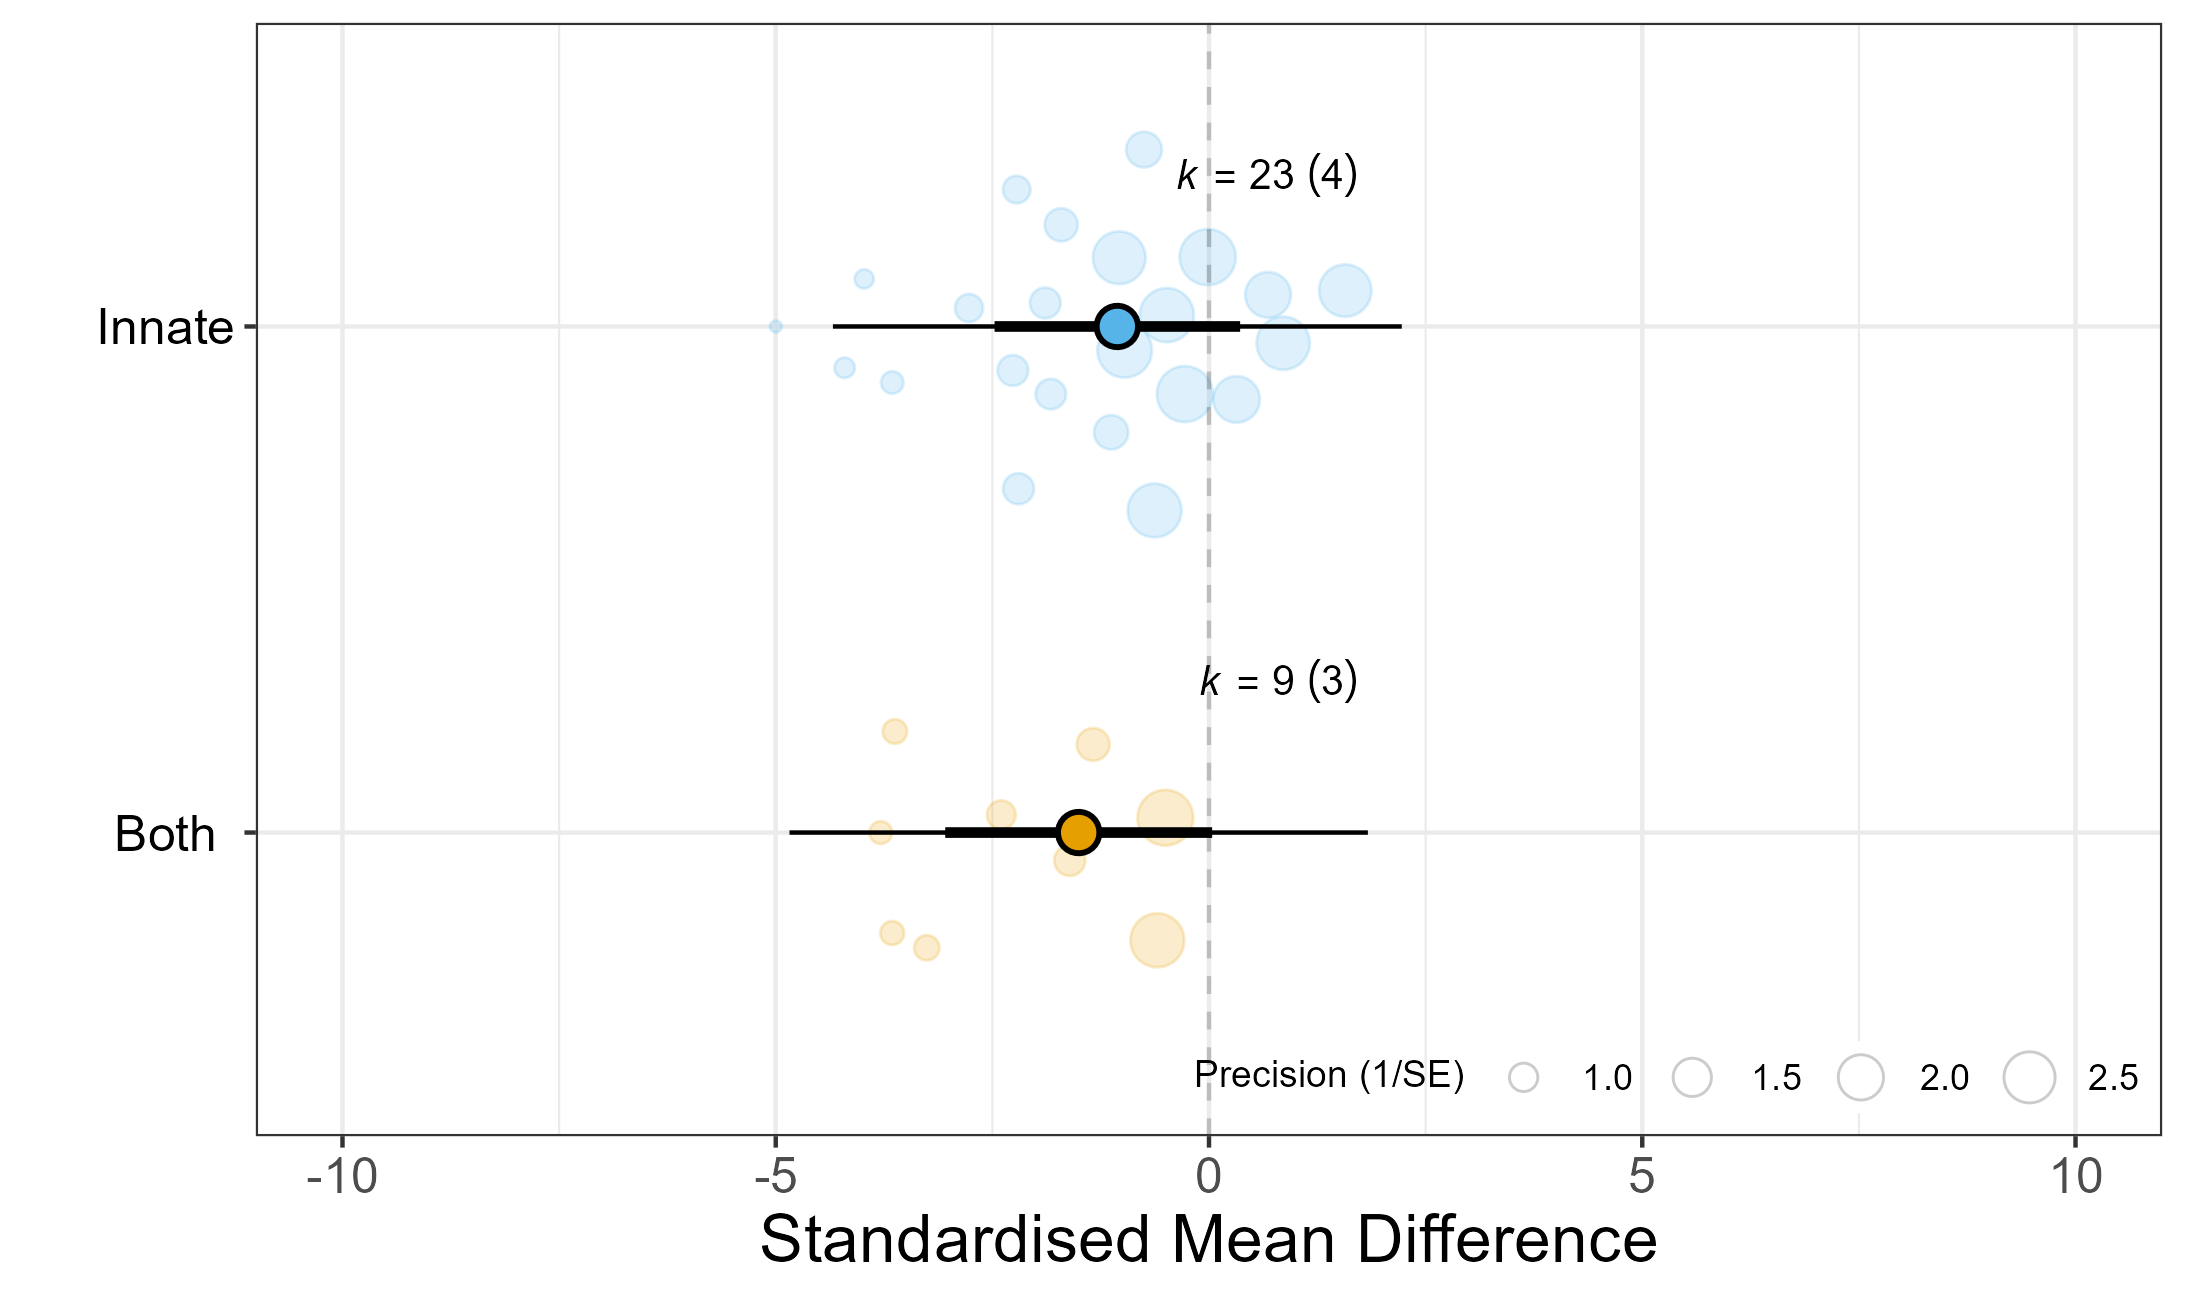 k = 23 (4)
Innate
k = 9 (3)
Both
Precision (1/SE) 1.0 1.5 2.0 2.5
-10 -5 0 5 10
Standardised Mean Difference